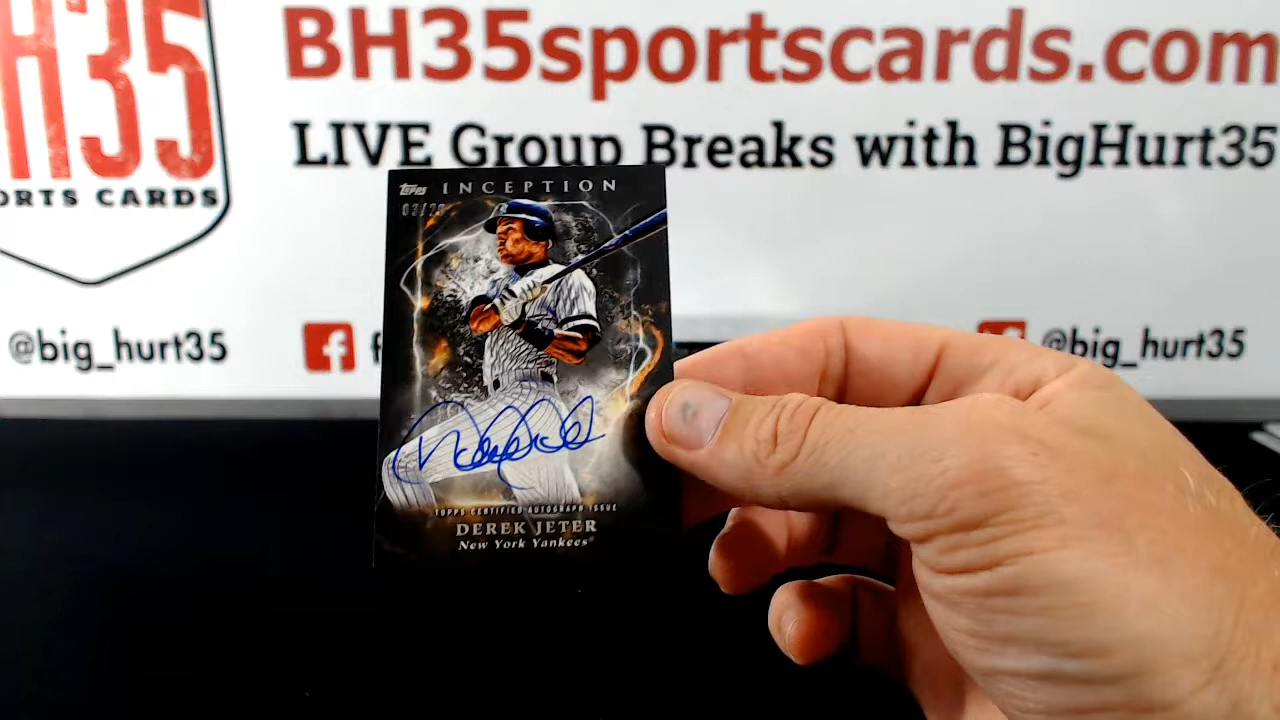 H35
ORTS CARDS
BH35sportscards.com
LIVE Group Breaks with BigHurt35
@big_hurt35
f
f
f
@big_hurt35
Topps INCEPTION
TOPPS CERTIFIED AUTOGRAPH ISSUE
DEREK JETER
New York Yankees®